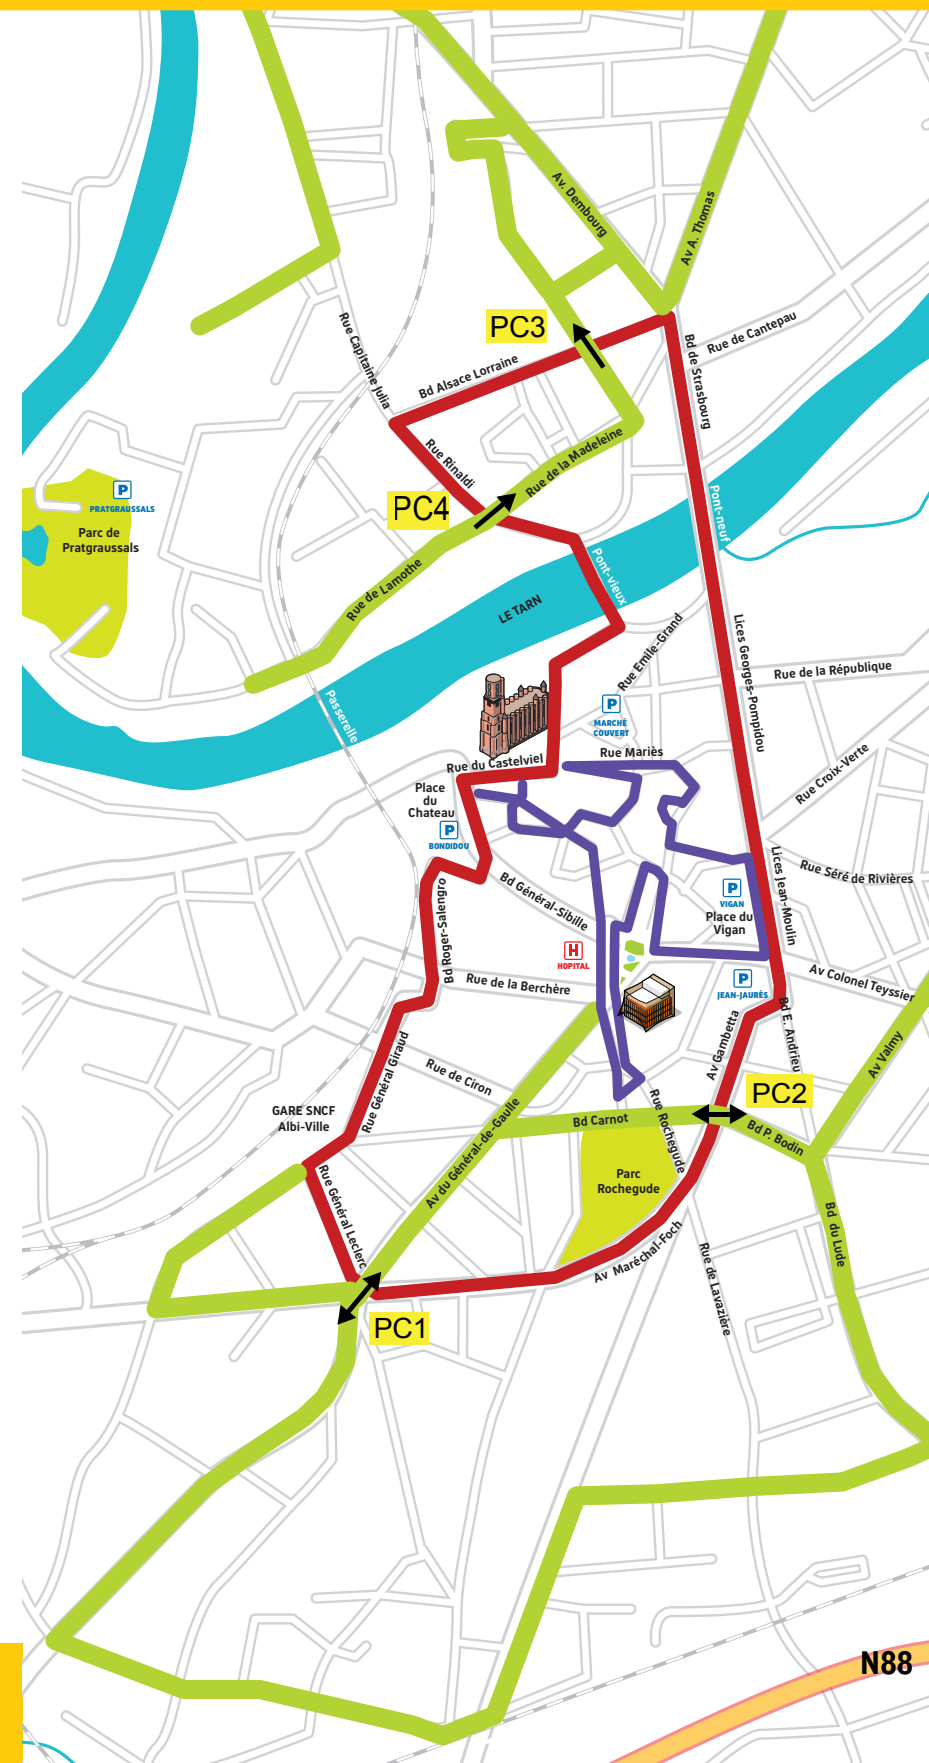 Av. Dembourg
Av A. Thomas
PC3
Rue Capitaine Julia
Bd Alsace Lorraine
Bd de Strasbourg
Rue de Cantepau
Rue Rinaldi
Rue de la Madeleine
P
PRATGRAUSSALS
Parc de
Pratgraussals
PC4
Pont-neuf
Rue de Lamothe
Pont-vieux
LE TARN
Passerelle
Rue Emile-Grand
Lices Georges-Pompidou
Rue de la République
P
MARCHÉ
COUVERT
Rue du Castelviel
Rue Mariès
Rue Croix-Verte
Place
du
Chateau
P
BONDIDOU
Bd Général-Sibille
Lices Jean-Moulin
Rue Séré de Rivières
P
VIGAN
Place du
Vigan
Bd Roger-Salengro
H
HOPITAL
Rue de la Berchère
P
JEAN-JAURÈS
Av Colonel Teyssier
Bd E. Andrieu
Av Gambetta
Av Valmy
Rue Général Giraud
Rue de Ciron
PC2
GARE SNCF
Albi-Ville
Av du Général-de-Gaulle
Bd Carnot
Rue Rochegude
Bd P. Bodin
Parc
Rochegude
Rue Général Leclerc
Bd du Lude
Av Maréchal-Foch
Rue de Lavazière
PC1
N88